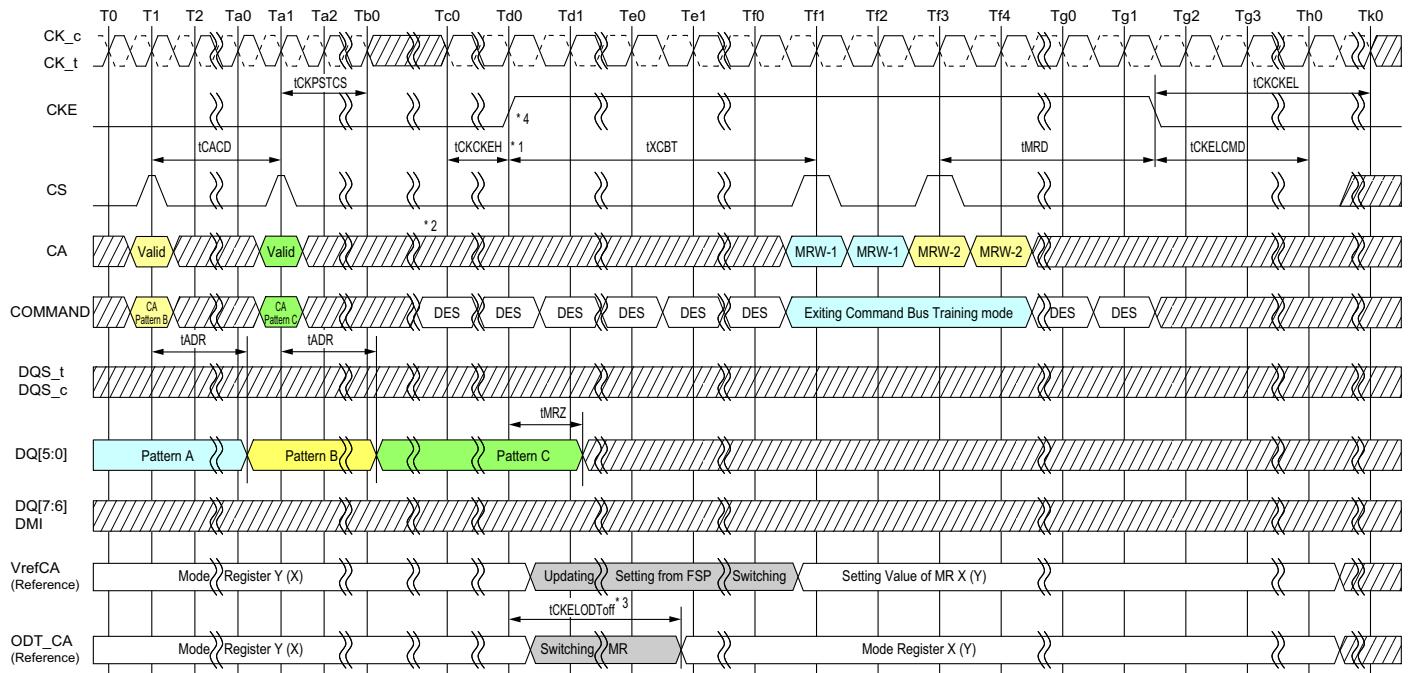 T0 T1 T2 Ta0 Ta1 Ta2 Tb0 Tc0 Td0 Td1 Te0 Te1 Tf0 Tf1 Tf2 Tf3 Tf4 Tg0 Tg1 Tg2 Tg3 Th0 Tk0
CK_c
CK_t
tCKPSTCS tCKCKEL
CKE
* 4
tCACD tCKCKEH * 1 tXCBT tMRD tCKELCMD
CS
* 2
CA Valid Valid MRW-1 MRW-1 MRW-2 MRW-2
COMMAND CA Pattern B CA Pattern C DES DES DES DES DES DES Exiting Command Bus Training mode DES DES
tADR tADR
DQS_t
DQS_c
tMRZ
DQ[5:0] Pattern A Pattern B Pattern C
DQ[7:6]
DMI
VrefCA
(Reference)
Mode Register Y (X) Updating Setting from FSP Switching Setting Value of MR X (Y)
tCKELODToff * 3
ODT_CA
(Reference)
Mode Register Y (X) Switching MR Mode Register X (Y)